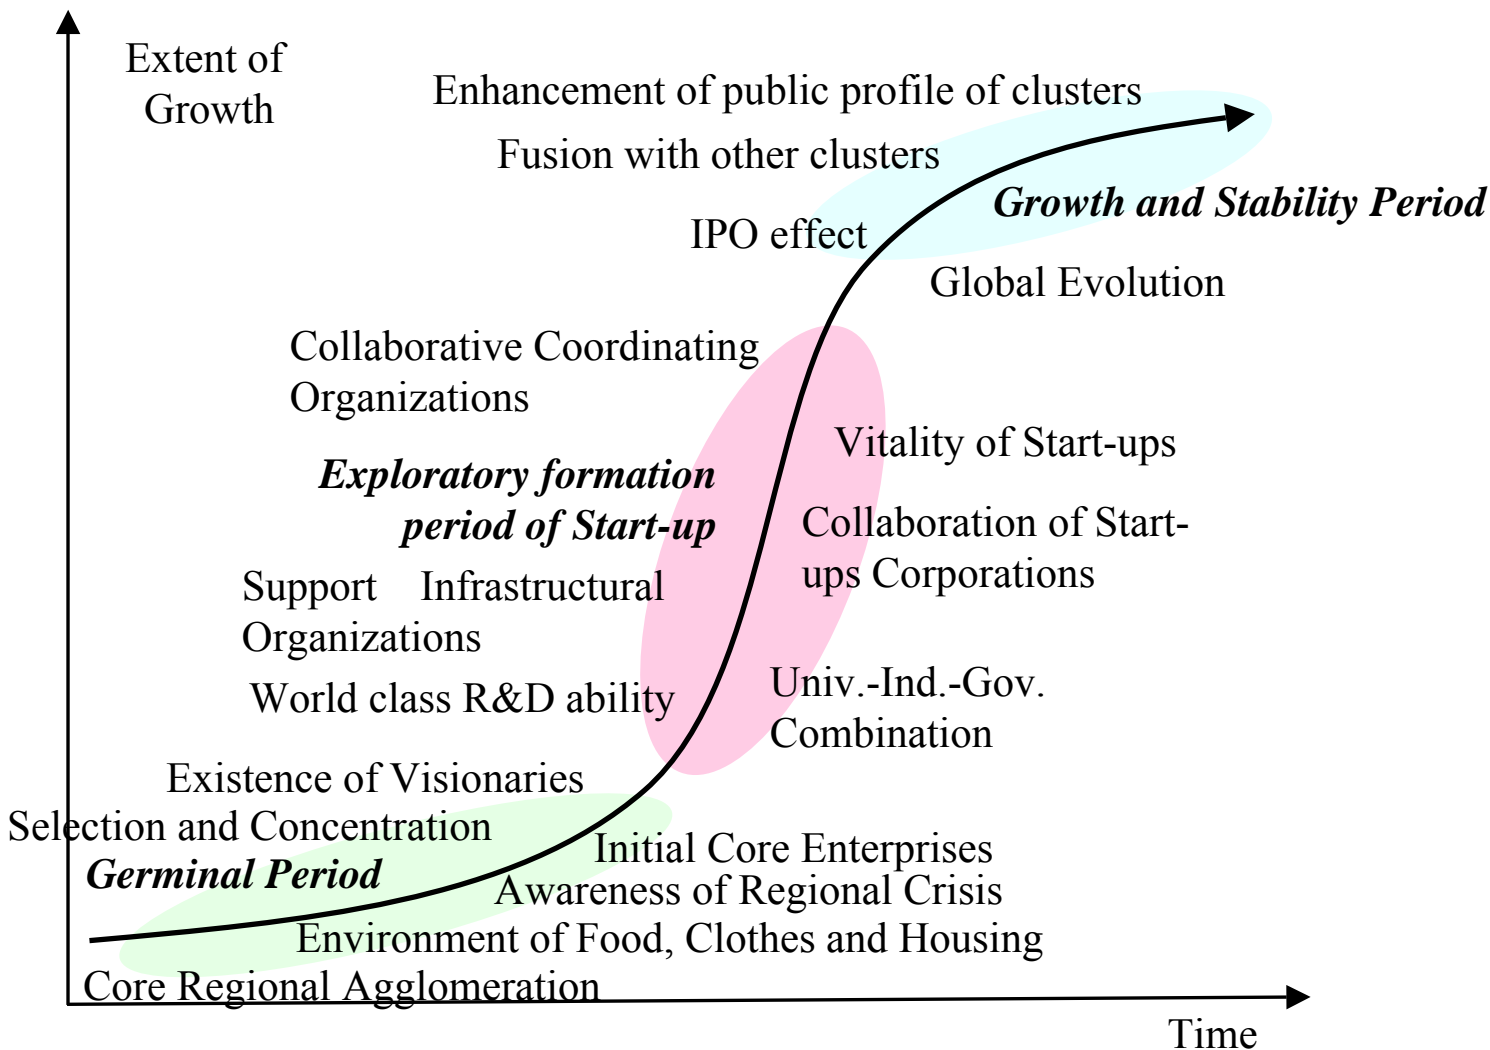 Extent of
Growth
Enhancement of public profile of clusters
Fusion with other clusters
Growth and Stability Period
IPO effect
Global Evolution
Collaborative Coordinating
Organizations
Vitality of Start-ups
Exploratory formation
period of Start-up
Collaboration of Start-
ups Corporations
Support Infrastructural
Organizations
World class R&D ability
Univ.-Ind.-Gov.
Combination
Existence of Visionaries
Selection and Concentration
Germinal Period
Initial Core Enterprises
Awareness of Regional Crisis
Environment of Food, Clothes and Housing
Core Regional Agglomeration
Time